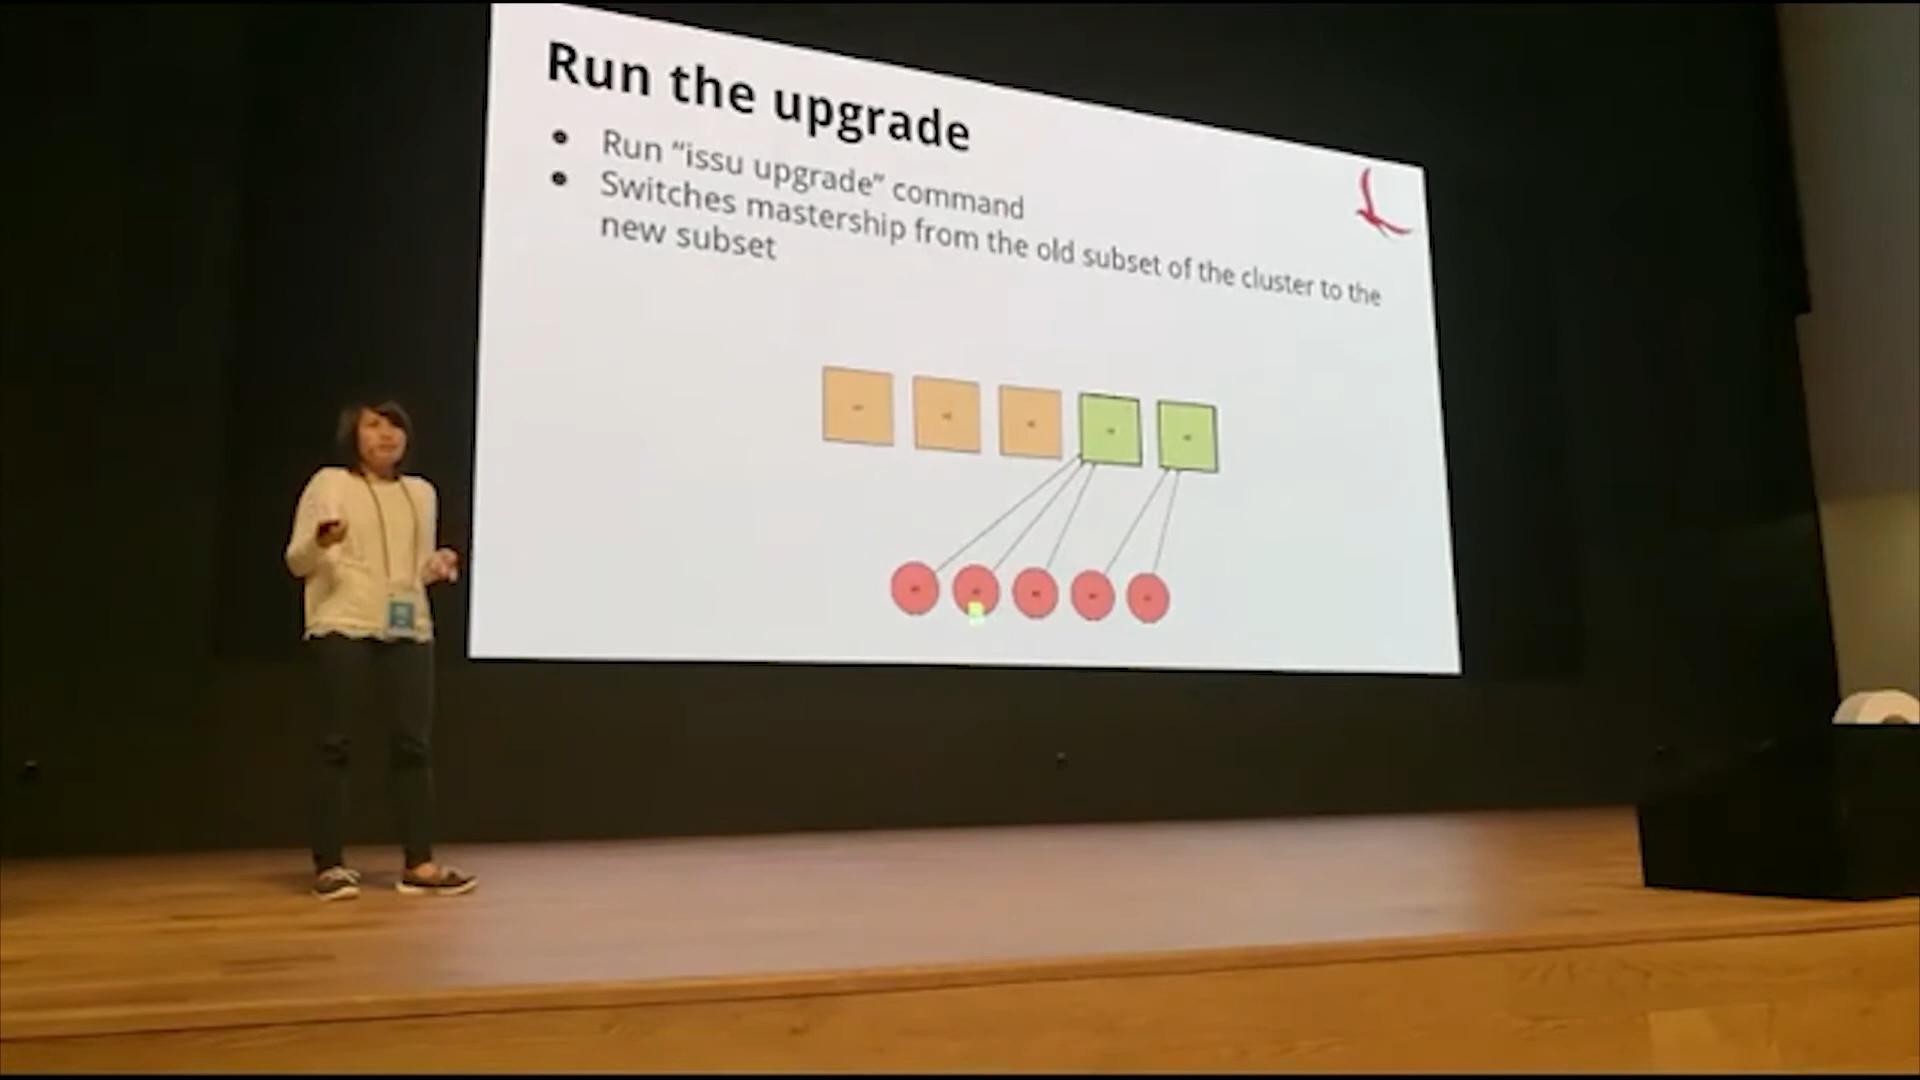 Run the upgrade
● Run “issu upgrade” command
● Switches mastership from the old subset of the cluster to the
new subset